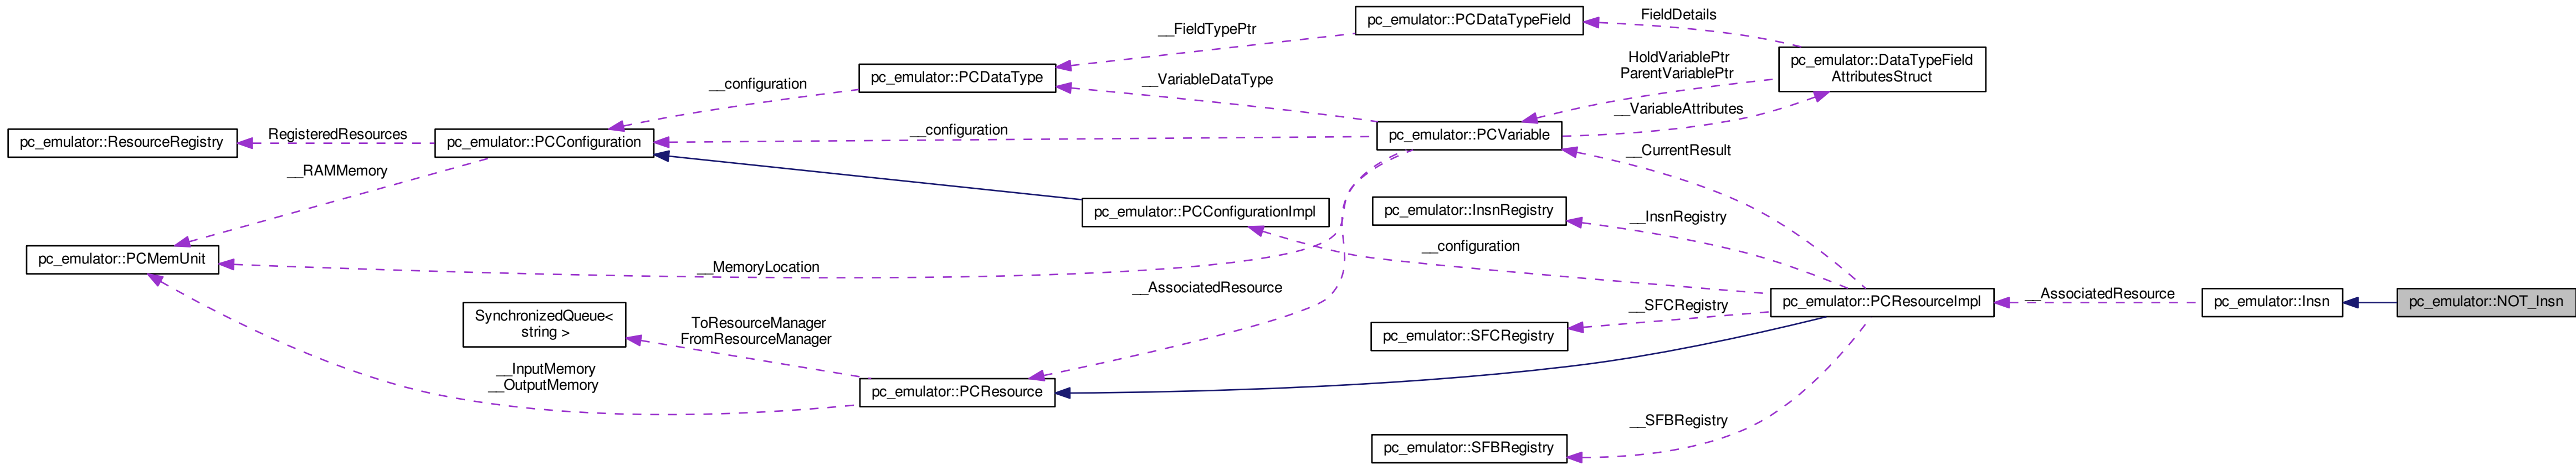 pc_emulator::PCDataTypeField
FieldDetails
__FieldTypePtr
pc_emulator::DataTypeField
AttributesStruct
HoldVariablePtr
ParentVariablePtr
pc_emulator::PCDataType
__VariableDataType
__configuration
__VariableAttributes
pc_emulator::ResourceRegistry
RegisteredResources
pc_emulator::PCConfiguration
__configuration
pc_emulator::PCVariable
__CurrentResult
__RAMMemory
pc_emulator::PCConfigurationImpl
pc_emulator::InsnRegistry
__InsnRegistry
__configuration
pc_emulator::PCMemUnit
__MemoryLocation
__AssociatedResource
pc_emulator::PCResourceImpl
__AssociatedResource
pc_emulator::Insn
pc_emulator::NOT_Insn
SynchronizedQueue<
string >
ToResourceManager
FromResourceManager
__SFCRegistry
pc_emulator::SFCRegistry
__InputMemory
__OutputMemory
pc_emulator::PCResource
__SFBRegistry
pc_emulator::SFBRegistry